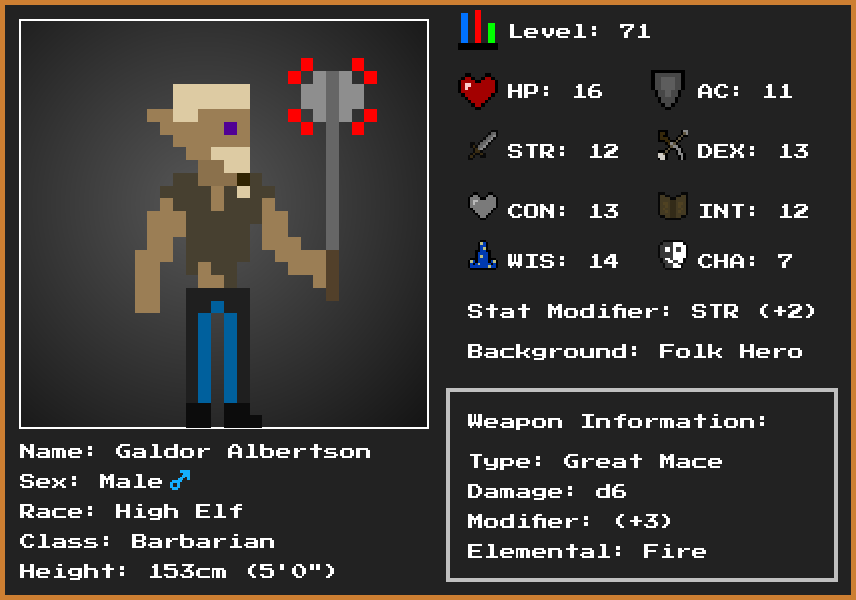 Level: 71
HP: 16 AC: 11
STR: 12 DEX: 13
CON: 13 INT: 12
WIS: 14 CHA: 7
Stat Modifier: STR (+2)
Background: Folk Hero
Weapon Information:
Type: Great Mace
Damage: d6
Modifier: (+3)
Elemental: Fire
Name: Galdor Albertson
Sex: Male ♂
Race: High Elf
Class: Barbarian
Height: 153cm (5'0")